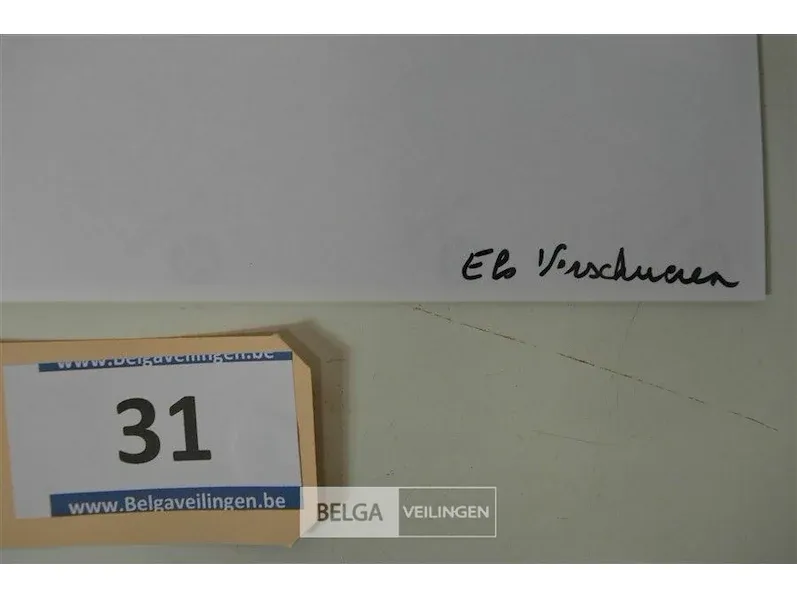 Els Verschueren
www.Belgaveilingen.be
31
www.Belgaveilingen.be
BELGA VEILINGEN